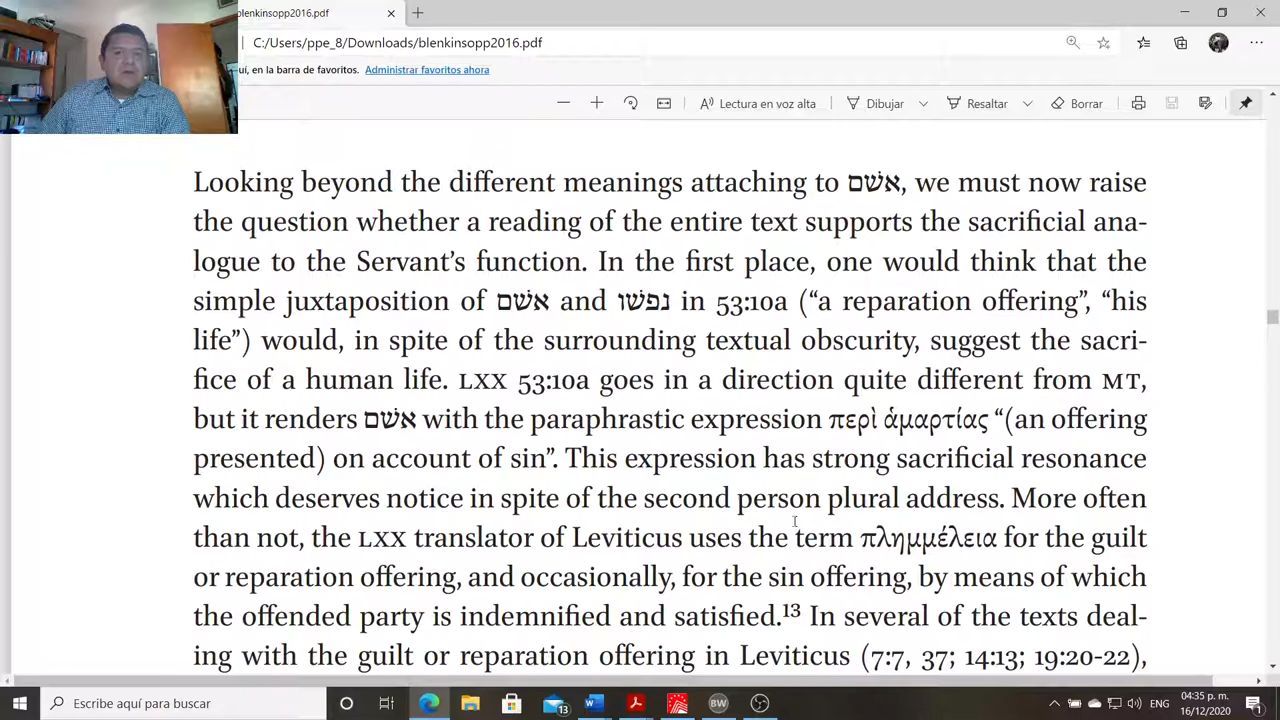 blenkinsopp2016.pdf
C:/Users/ppe_8/Downloads/blenkinsopp2016.pdf
uí, en la barra de favoritos. Administrar favoritos ahora
Lectura en voz alta Dibujar Resaltar Borrar
Looking beyond the different meanings attaching to אשׁם, we must now raise
the question whether a reading of the entire text supports the sacrificial ana-
logue to the Servant’s function. In the first place, one would think that the
simple juxtaposition of אשׁם and נפשׁו in 53:10a (“a reparation offering”, “his
life”) would, in spite of the surrounding textual obscurity, suggest the sacri-
fice of a human life. LXX 53:10a goes in a direction quite different from MT,
but it renders אשׁם with the paraphrastic expression περὶ ἁμαρτίας “(an offering
presented) on account of sin”. This expression has strong sacrificial resonance
which deserves notice in spite of the second person plural address. More often
than not, the LXX translator of Leviticus uses the term πλημμέλεια for the guilt
or reparation offering, and occasionally, for the sin offering, by means of which
the offended party is indemnified and satisfied.¹³ In several of the texts deal-
ing with the guilt or reparation offering in Leviticus (7:7, 37; 14:13; 19:20-22),
Escribe aquí para buscar
13
BW
ENG
04:35 p. m.
16/12/2020
1